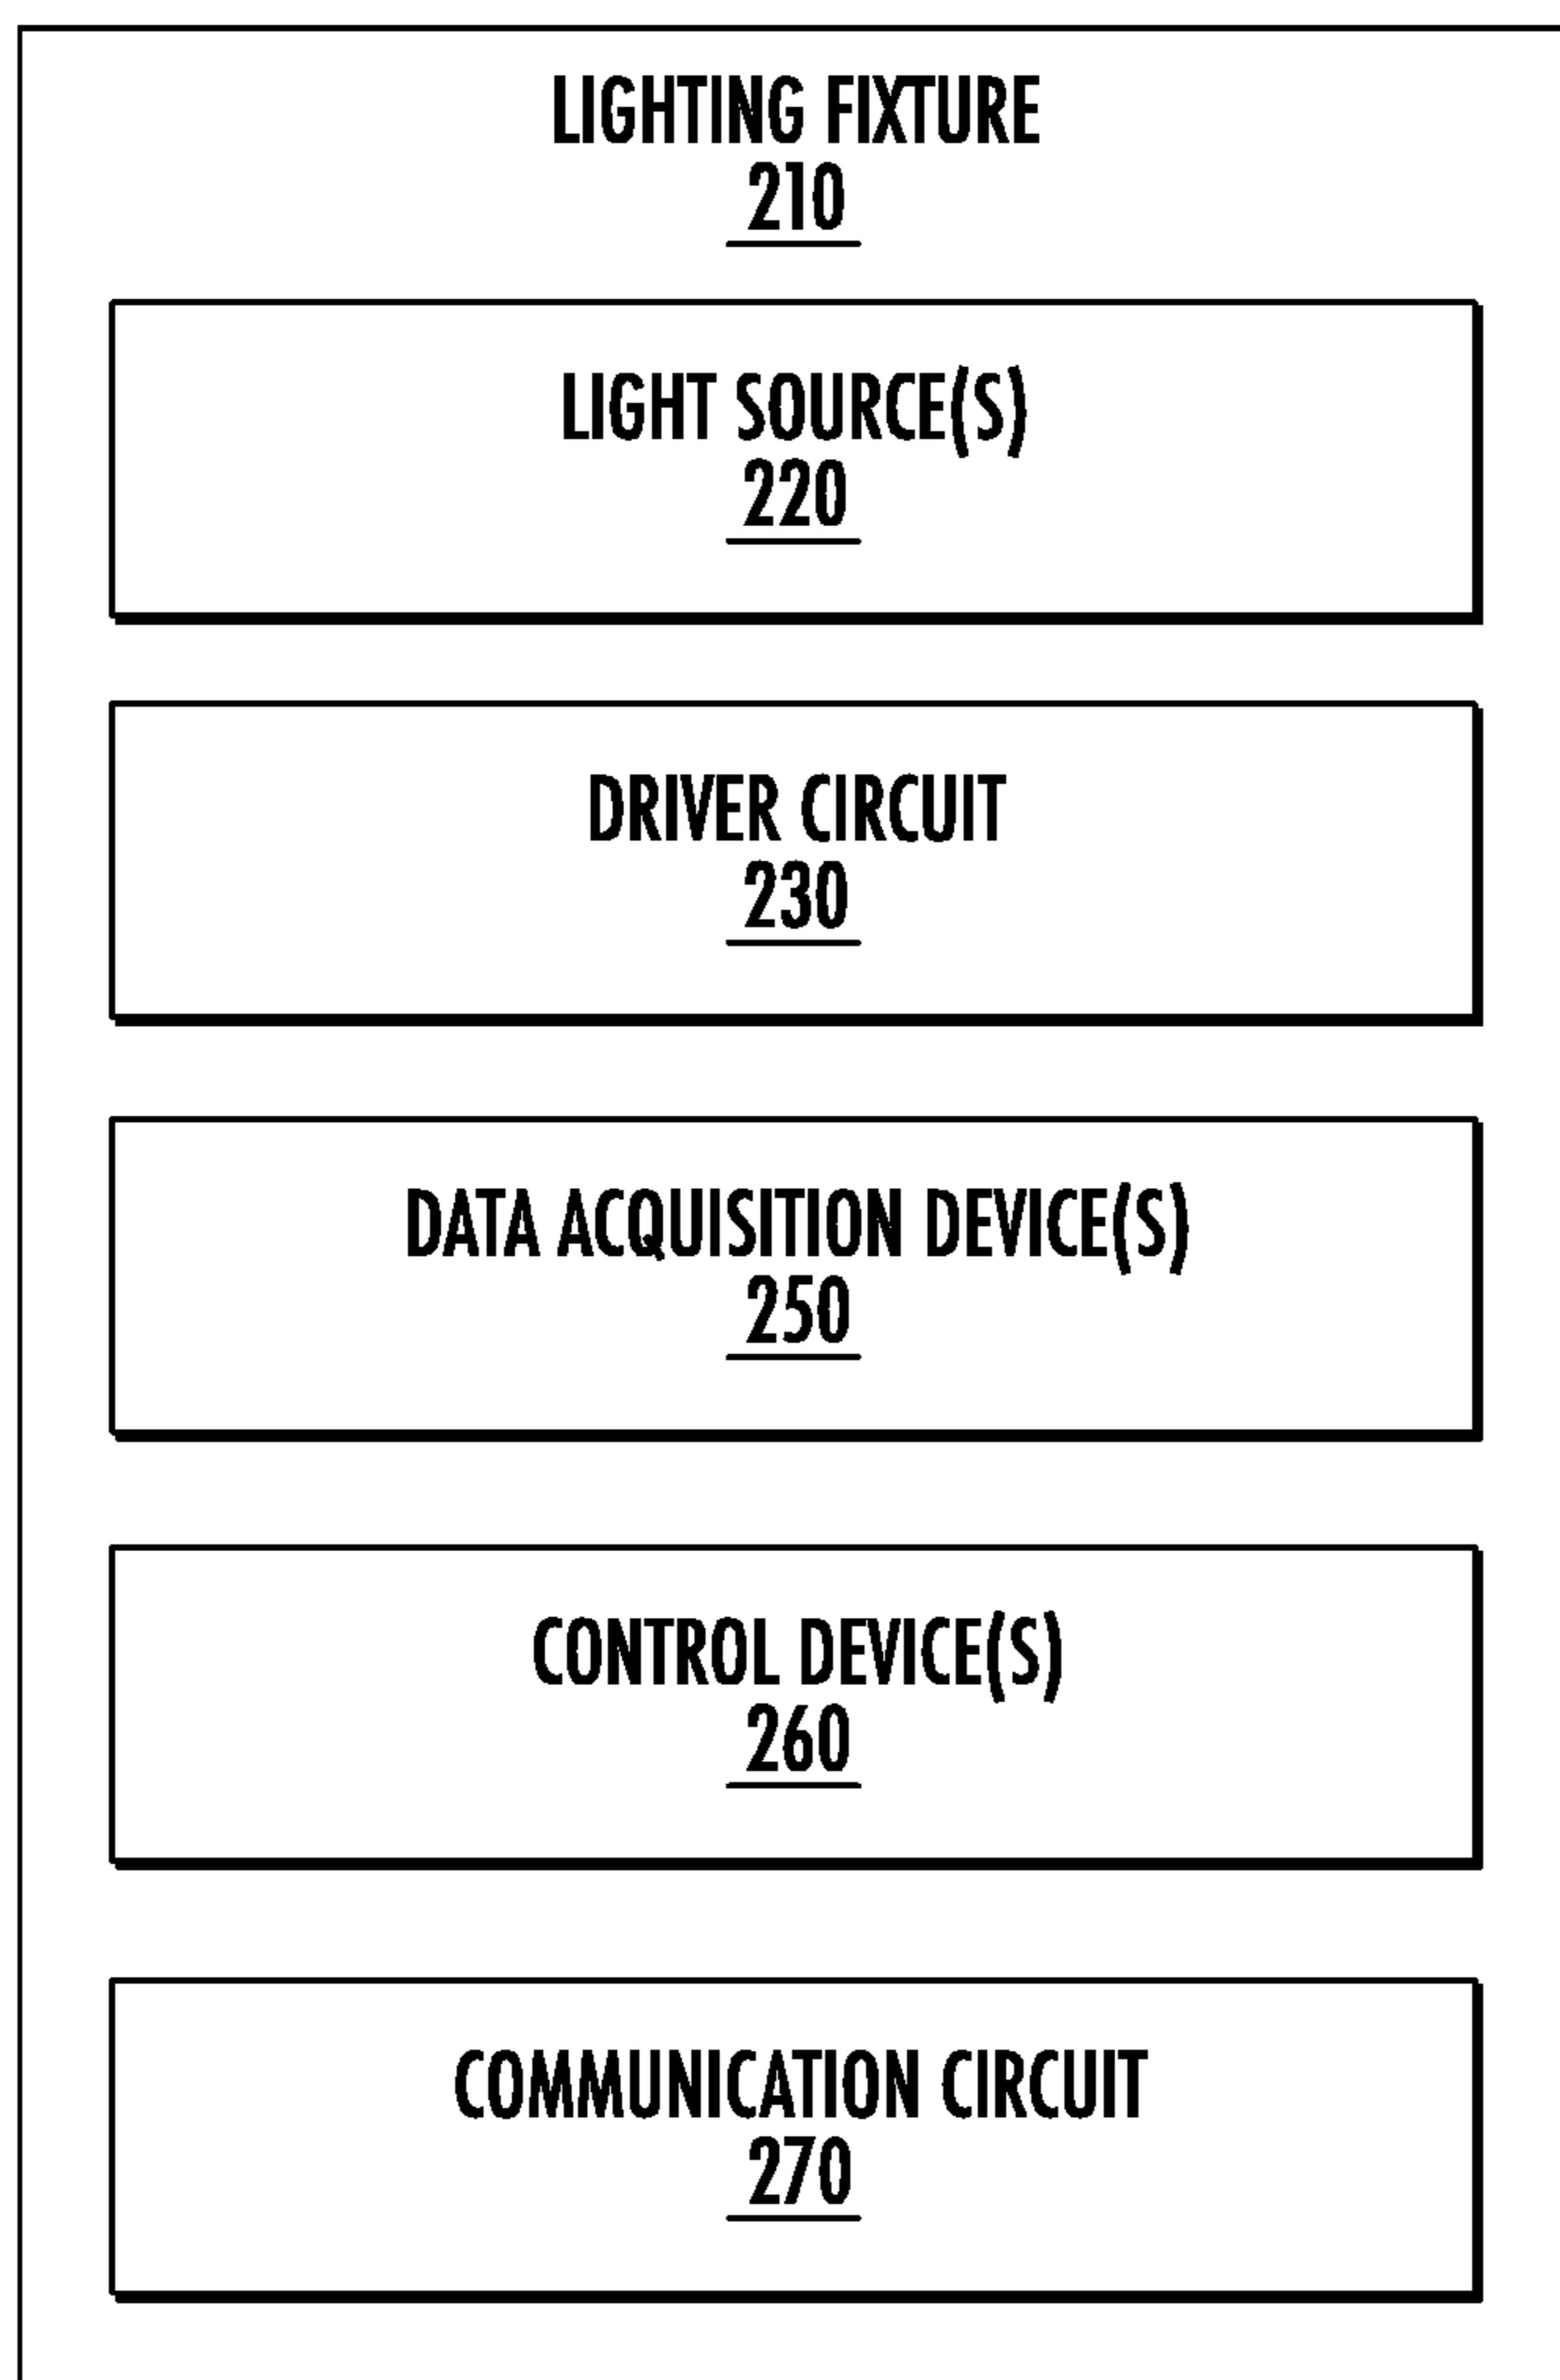 LIGHTING FIXTURE
210
LIGHT SOURCE(S)
220
DRIVER CIRCUIT
230
DATA ACQUISITION DEVICE(S)
250
CONTROL DEVICE(S)
260
COMMUNICATION CIRCUIT
270